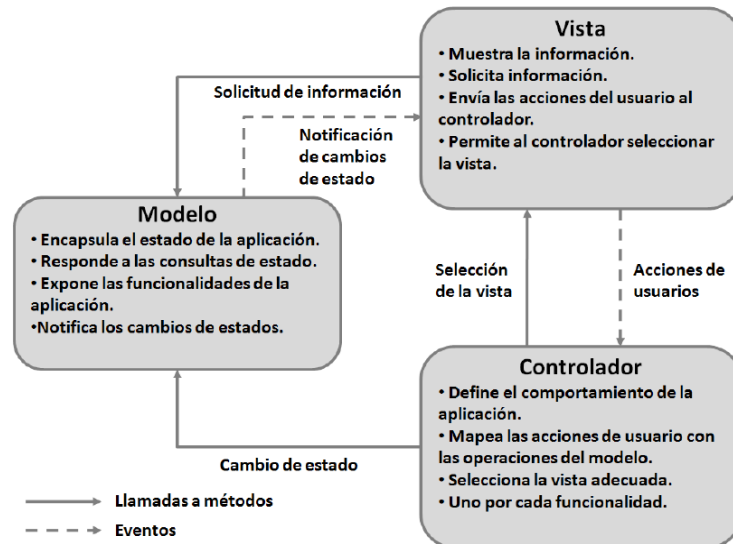 Vista
• Muestra la información.
• Solicita información.
• Envía las acciones del usuario al
controlador.
• Permite al controlador seleccionar
la vista.
Solicitud de información
Notificación
de cambios
de estado
Modelo
• Encapsula el estado de la aplicación.
• Responde a las consultas de estado.
• Expone las funcionalidades de la
aplicación.
•Notifica los cambios de estados.
Selección
de la vista
Acciones de
usuarios
Controlador
• Define el comportamiento de la
aplicación.
• Mapea las acciones de usuario con
las operaciones del modelo.
• Selecciona la vista adecuada.
• Uno por cada funcionalidad.
Cambio de estado
Llamadas a métodos
Eventos